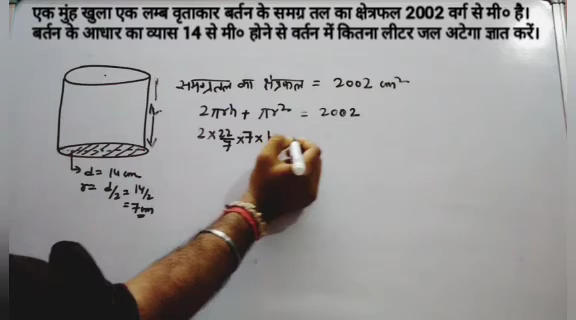 एक मुंह खुला एक लम्ब वृताकार बर्तन के समग्र तल का क्षेत्रफल 2002 वर्ग से मी० है।
बर्तन के आधार का व्यास 14 से मी० होने से वर्तन में कितना लीटर जल अटेगा ज्ञात करें।
समग्रतल का क्षेत्रफल = 2002 cm²
2πrh + πr² = 2002
2×22/7×7×
h
d = 14 cm
r = d/2 = 14/2
= 7cm